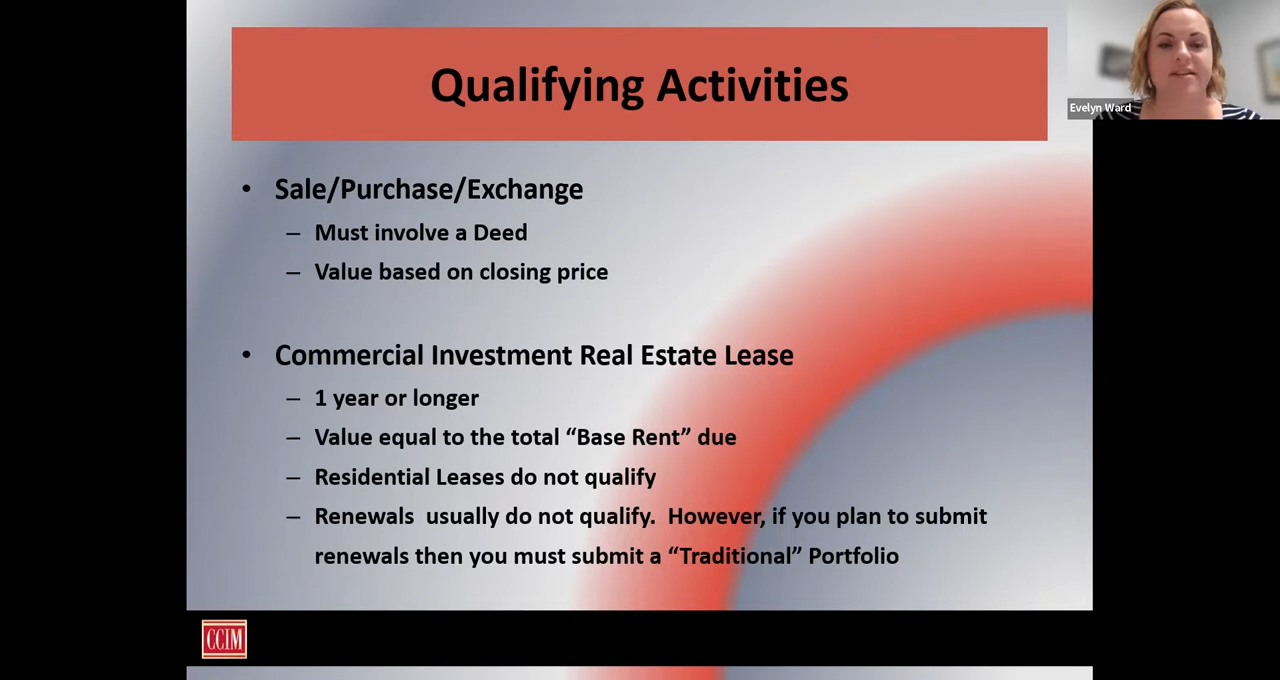 Qualifying Activities
Evelyn Ward
• Sale/Purchase/Exchange
– Must involve a Deed
– Value based on closing price
• Commercial Investment Real Estate Lease
– 1 year or longer
– Value equal to the total “Base Rent” due
– Residential Leases do not qualify
– Renewals  usually do not qualify.  However, if you plan to submit
renewals then you must submit a “Traditional” Portfolio
CCIM